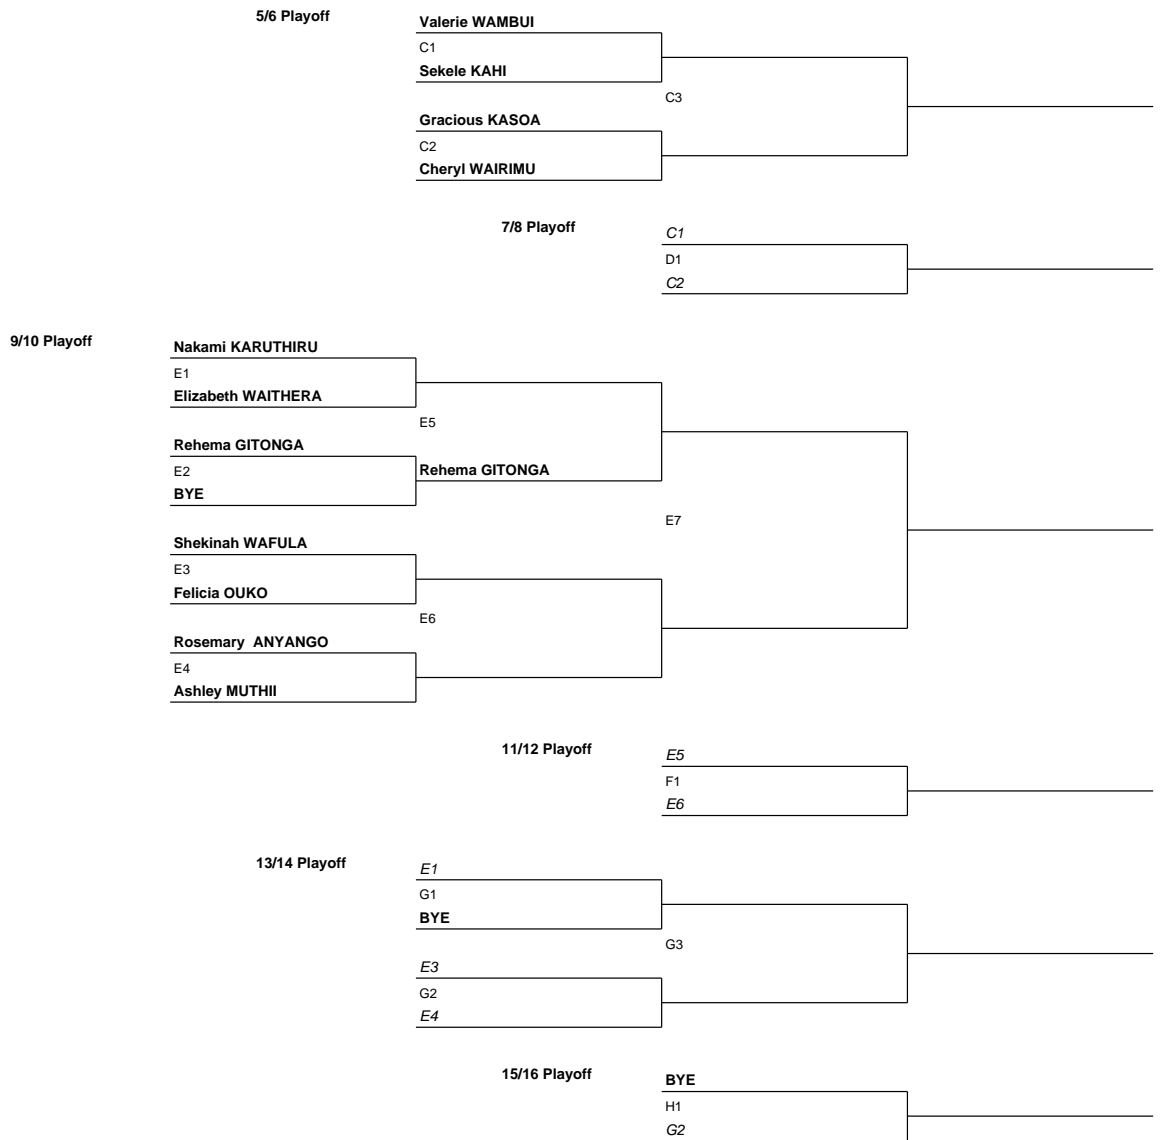 5/6 Playoff
Valerie WAMBUI
C1
Sekele KAHI
C3
Gracious KASOA
C2
Cheryl WAIRIMU
7/8 Playoff
C1
D1
C2
9/10 Playoff
Nakami KARUTHIRU
E1
Elizabeth WAITHERA
E5
Rehema GITONGA
E2
Rehema GITONGA
BYE
E7
Shekinah WAFULA
E3
Felicia OUKO
E6
Rosemary  ANYANGO
E4
Ashley MUTHII
11/12 Playoff
E5
F1
E6
13/14 Playoff
E1
G1
BYE
G3
E3
G2
E4
15/16 Playoff
BYE
H1
G2